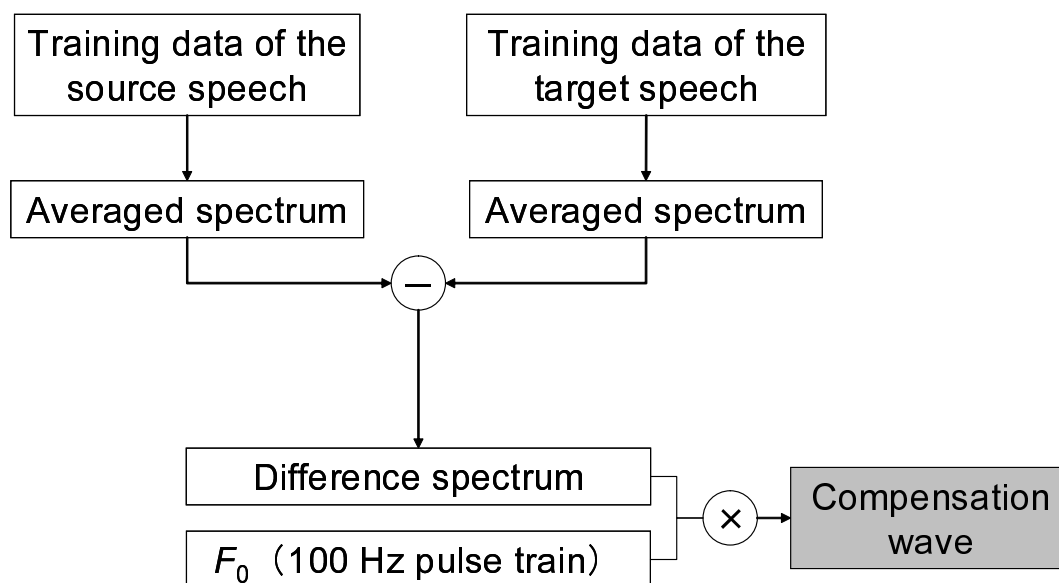 Training data of the
source speech
Training data of the
target speech
Averaged spectrum
Averaged spectrum
–
Difference spectrum
F0（100 Hz pulse train）
×
Compensation
wave